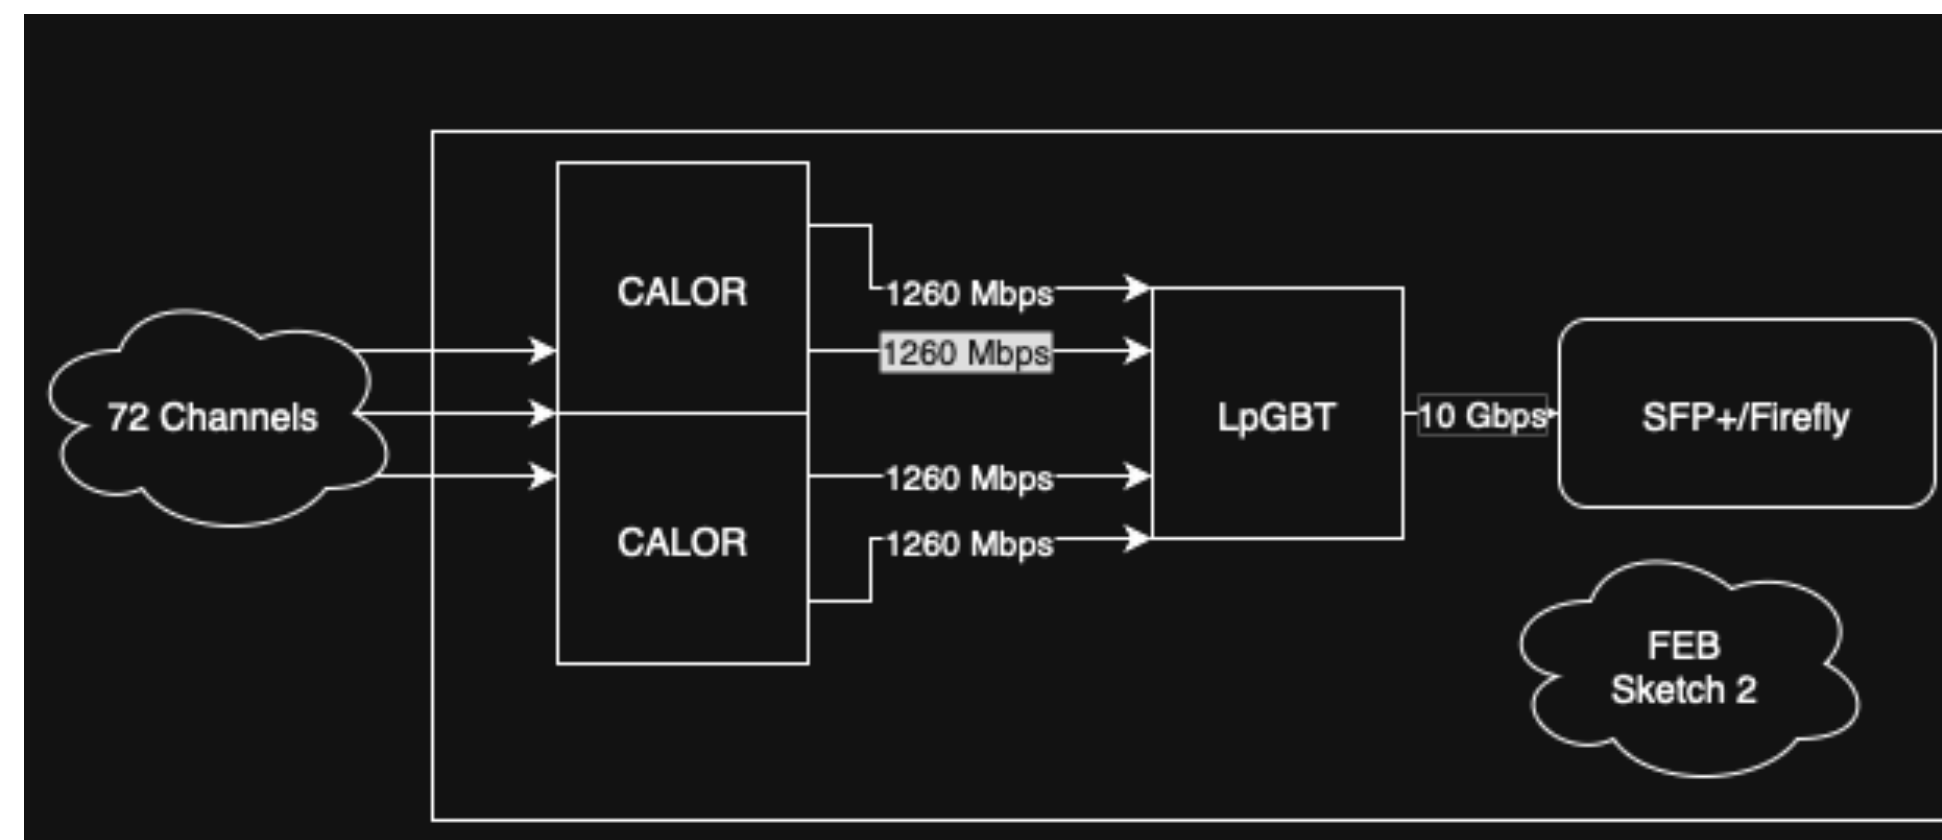 72 Channels
CALOR
CALOR
1260 Mbps
1260 Mbps
1260 Mbps
1260 Mbps
LpGBT
10 Gbps
SFP+/Firefly
FEB
Sketch 2